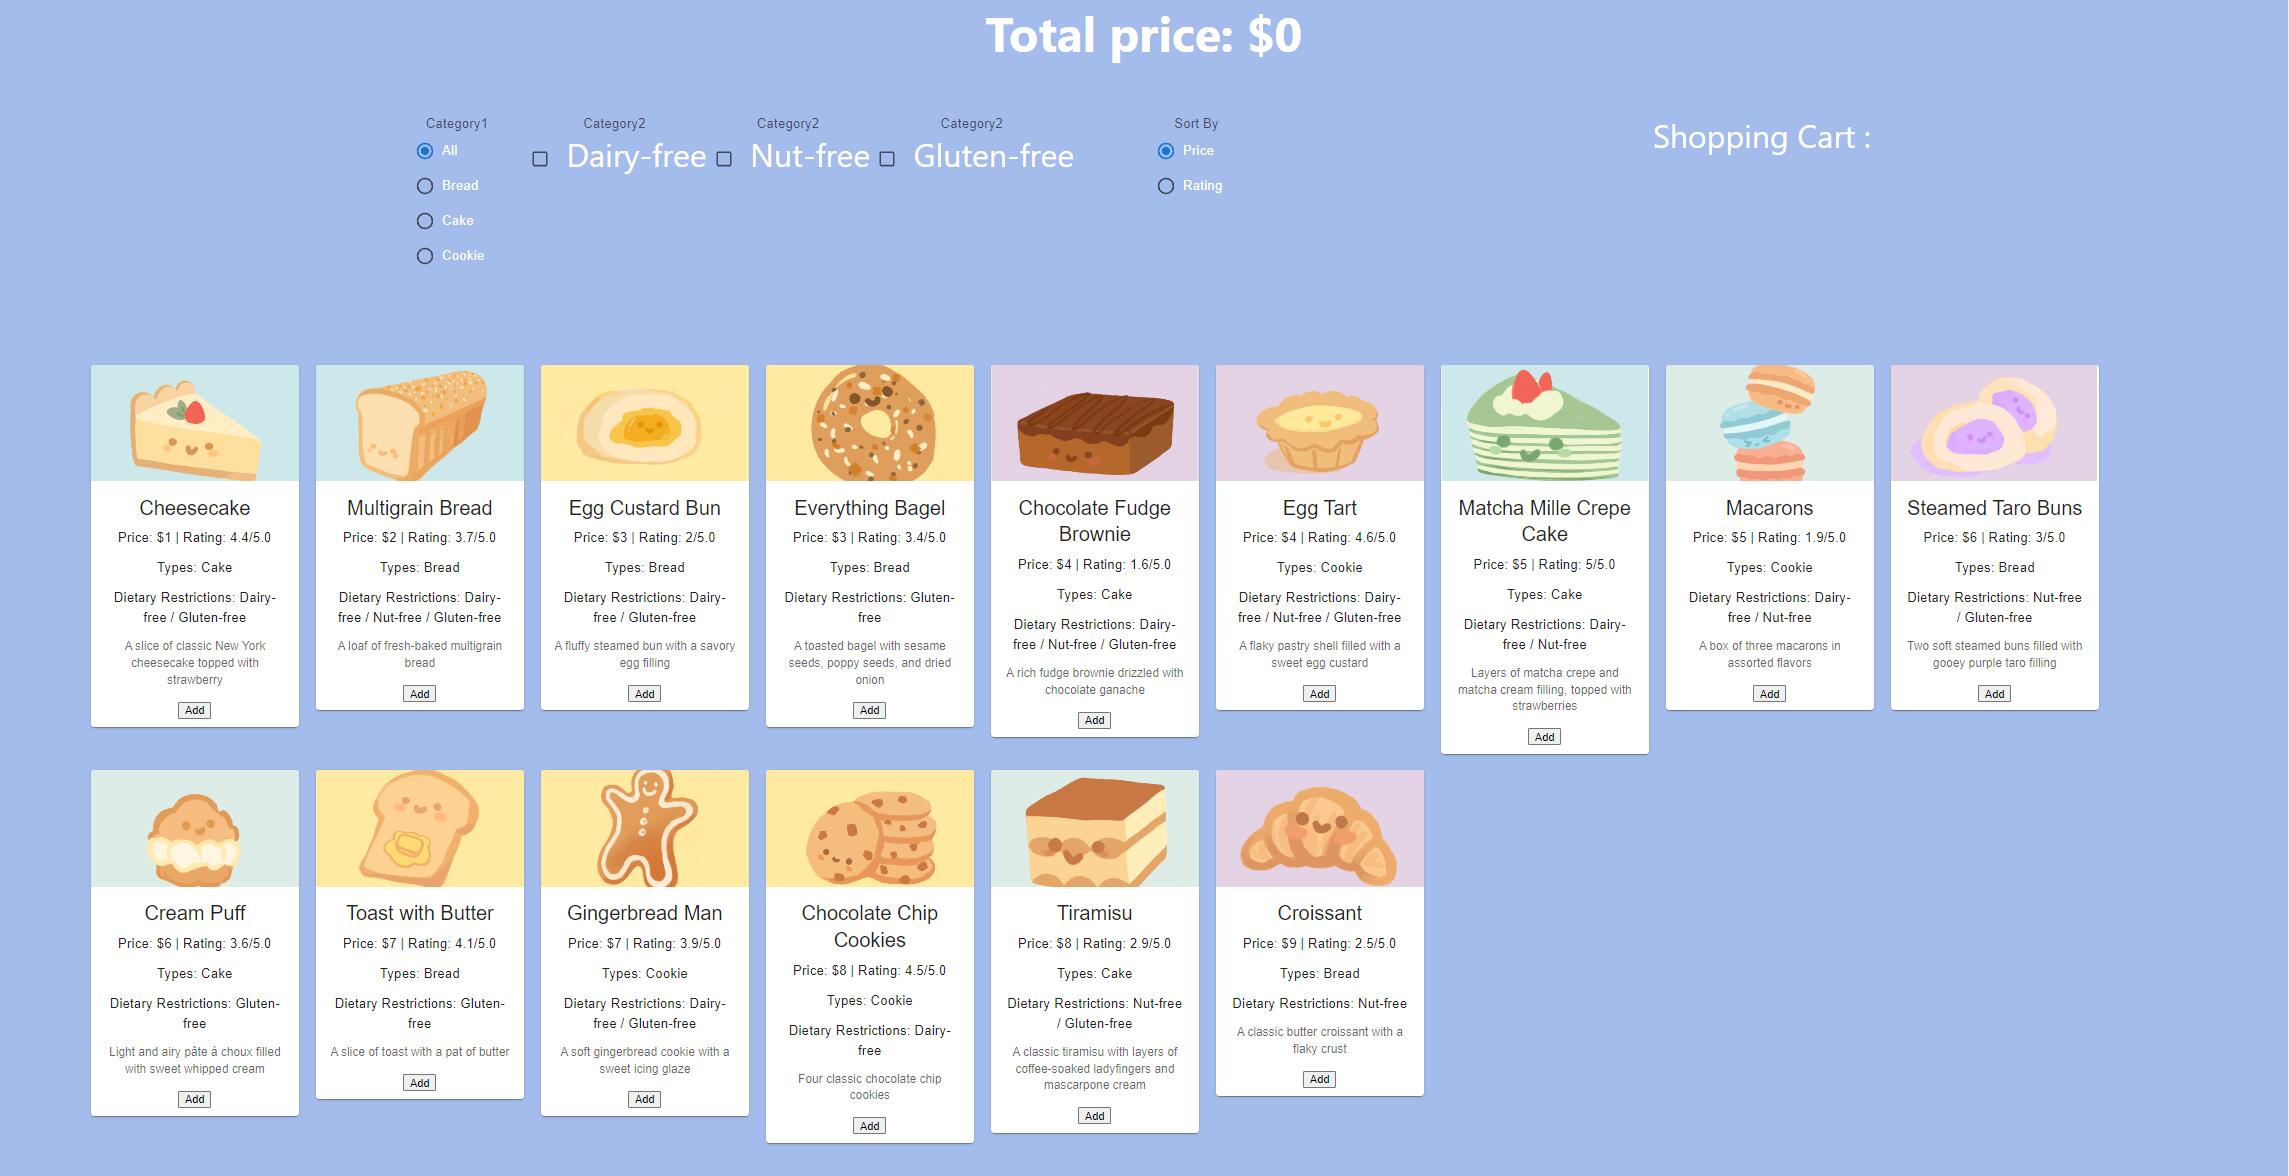 Total price: $0
Category1
All
Bread
Cake
Cookie
Category2
Dairy-free
Category2
Nut-free
Category2
Gluten-free
Sort By
Price
Rating
Shopping Cart :
Cheesecake
Price: $1 | Rating: 4.4/5.0
Types: Cake
Dietary Restrictions: Dairy-
free / Gluten-free
A slice of classic New York
cheesecake topped with
strawberry
Add
Multigrain Bread
Price: $2 | Rating: 3.7/5.0
Types: Bread
Dietary Restrictions: Dairy-
free / Nut-free / Gluten-free
A loaf of fresh-baked multigrain
bread
Add
Egg Custard Bun
Price: $3 | Rating: 2/5.0
Types: Bread
Dietary Restrictions: Dairy-
free / Gluten-free
A fluffy steamed bun with a savory
egg filling
Add
Everything Bagel
Price: $3 | Rating: 3.4/5.0
Types: Bread
Dietary Restrictions: Gluten-
free
A toasted bagel with sesame
seeds, poppy seeds, and dried
onion
Add
Chocolate Fudge
Brownie
Price: $4 | Rating: 1.6/5.0
Types: Cake
Dietary Restrictions: Dairy-
free / Nut-free / Gluten-free
A rich fudge brownie drizzled with
chocolate ganache
Add
Egg Tart
Price: $4 | Rating: 4.6/5.0
Types: Cookie
Dietary Restrictions: Dairy-
free / Nut-free / Gluten-free
A flaky pastry shell filled with a
sweet egg custard
Add
Matcha Mille Crepe
Cake
Price: $5 | Rating: 5/5.0
Types: Cake
Dietary Restrictions: Dairy-
free / Nut-free
Layers of matcha crepe and
matcha cream filling, topped with
strawberries
Add
Macarons
Price: $5 | Rating: 1.9/5.0
Types: Cookie
Dietary Restrictions: Dairy-
free / Nut-free
A box of three macarons in
assorted flavors
Add
Steamed Taro Buns
Price: $6 | Rating: 3/5.0
Types: Bread
Dietary Restrictions: Nut-free
/ Gluten-free
Two soft steamed buns filled with
gooey purple taro filling
Add
Cream Puff
Price: $6 | Rating: 3.6/5.0
Types: Cake
Dietary Restrictions: Gluten-
free
Light and airy pâte à choux filled
with sweet whipped cream
Add
Toast with Butter
Price: $7 | Rating: 4.1/5.0
Types: Bread
Dietary Restrictions: Gluten-
free
A slice of toast with a pat of butter
Add
Gingerbread Man
Price: $7 | Rating: 3.9/5.0
Types: Cookie
Dietary Restrictions: Dairy-
free / Gluten-free
A soft gingerbread cookie with a
sweet icing glaze
Add
Chocolate Chip
Cookies
Price: $8 | Rating: 4.5/5.0
Types: Cookie
Dietary Restrictions: Dairy-
free
Four classic chocolate chip
cookies
Add
Tiramisu
Price: $8 | Rating: 2.9/5.0
Types: Cake
Dietary Restrictions: Nut-free
/ Gluten-free
A classic tiramisu with layers of
coffee-soaked ladyfingers and
mascarpone cream
Add
Croissant
Price: $9 | Rating: 2.5/5.0
Types: Bread
Dietary Restrictions: Nut-free
A classic butter croissant with a
flaky crust
Add